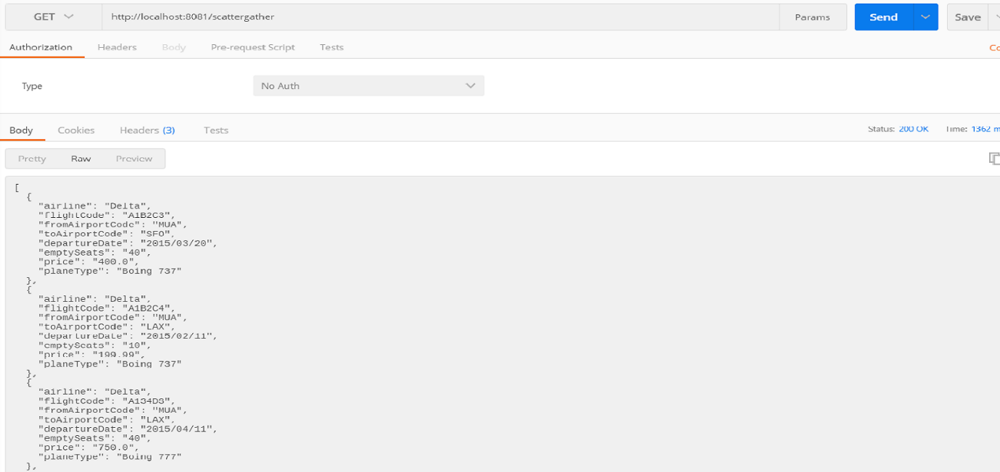 GET http://localhost:8081/scattergather Params Send Save
Authorization Headers Body Pre-request Script Tests Co
Type No Auth
Body Cookies Headers (3) Tests Status: 200 OK Time: 1362 m
Pretty Raw Preview
[
{
"airline": "Delta",
"flightCode": "A1B2C3",
"fromAirportCode": "MUA",
"toAirportCode": "SFO",
"departureDate": "2015/03/20",
"emptySeats": "40",
"price": "400.0",
"planeType": "Boing 737"
},
{
"airline": "Delta",
"flightCode": "A1B2C4",
"fromAirportCode": "MUA",
"toAirportCode": "LAX",
"departureDate": "2015/02/11",
"emptySeats": "10",
"price": "199.99",
"planeType": "Boing 737"
},
{
"airline": "Delta",
"flightCode": "A134DS",
"fromAirportCode": "MUA",
"toAirportCode": "LAX",
"departureDate": "2015/04/11",
"emptySeats": "40",
"price": "750.0",
"planeType": "Boing 777"
},